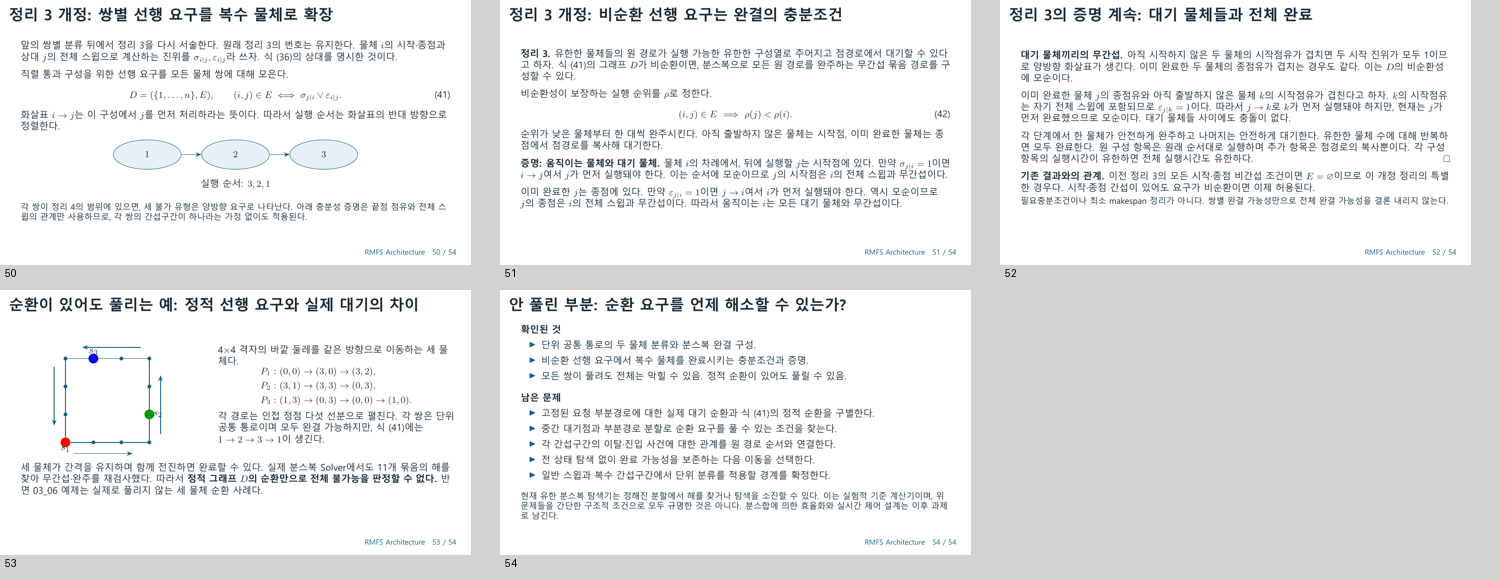 정리 3 개정: 쌍별 선행 요구를 복수 물체로 확장
앞의 쌍별 분류 뒤에서 정리 3을 다시 서술한다. 원래 정리 3의 번호는 유지한다. 물체 i의 시작·종점과
상대 j의 전체 스윕으로 계산하는 진위를 σ_{i|j}, ε_{i|j}라 쓰자. 식 (36)의 상대를 명시한 것이다.
직렬 통과 구성을 위한 선행 요구를 모든 물체 쌍에 대해 모은다.
D = ({1, . . . , n}, E), (i, j) ∈ E ⟺ σ_{j|i} ∨ ε_{i|j}. (41)
화살표 i → j는 이 구성에서 j를 먼저 처리하라는 뜻이다. 따라서 실행 순서는 화살표의 반대 방향으로
정렬한다.
1 2 3
실행 순서: 3, 2, 1
각 쌍이 정리 4의 범위에 있으면, 세 불가 유형은 양방향 요구로 나타난다. 아래 충분성 증명은 끝점 점유와 전체 스
윕의 관계만 사용하므로, 각 쌍의 간섭구간이 하나라는 가정 없이도 적용된다.
RMFS Architecture 50 / 54
50
정리 3 개정: 비순환 선행 요구는 완결의 충분조건
정리 3. 유한한 물체들의 원 경로가 실행 가능한 유한한 구성열로 주어지고 점경로에서 대기할 수 있다
고 하자. 식 (41)의 그래프 D가 비순환이면, 분스복으로 모든 원 경로를 완주하는 무간섭 묶음 경로를 구
성할 수 있다.
비순환성이 보장하는 실행 순위를 ρ로 정한다.
(i, j) ∈ E ⟹ ρ(j) < ρ(i). (42)
순위가 낮은 물체부터 한 대씩 완주시킨다. 아직 출발하지 않은 물체는 시작점, 이미 완료한 물체는 종
점에서 점경로를 복사해 대기한다.
증명: 움직이는 물체와 대기 물체. 물체 i의 차례에서, 뒤에 실행할 j는 시작점에 있다. 만약 σ_{j|i} = 1이면
i → j여서 j가 먼저 실행돼야 한다. 이는 순서에 모순이므로 j의 시작점은 i의 전체 스윕과 무간섭이다.
이미 완료한 j는 종점에 있다. 만약 ε_{j|i} = 1이면 j → i여서 i가 먼저 실행돼야 한다. 역시 모순이므로
j의 종점은 i의 전체 스윕과 무간섭이다. 따라서 움직이는 i는 모든 대기 물체와 무간섭이다.
RMFS Architecture 51 / 54
51
정리 3의 증명 계속: 대기 물체들과 전체 완료
대기 물체끼리의 무간섭. 아직 시작하지 않은 두 물체의 시작점유가 겹치면 두 시작 진위가 모두 1이므
로 양방향 화살표가 생긴다. 이미 완료한 두 물체의 종점유가 겹치는 경우도 같다. 이는 D의 비순환성
에 모순이다.
이미 완료한 물체 j의 종점유와 아직 출발하지 않은 물체 k의 시작점유가 겹친다고 하자. k의 시작점유
는 자기 전체 스윕에 포함되므로 ε_{j|k} = 1이다. 따라서 j → k로 k가 먼저 실행돼야 하지만, 현재는 j가
먼저 완료했으므로 모순이다. 대기 물체들 사이에도 충돌이 없다.
각 단계에서 한 물체가 안전하게 완주하고 나머지는 안전하게 대기한다. 유한한 물체 수에 대해 반복하
면 모두 완료한다. 원 구성 항목은 원래 순서대로 실행하며 추가 항목은 점경로의 복사뿐이다. 각 구성
항목의 실행시간이 유한하면 전체 실행시간도 유한하다. □
기존 결과와의 관계. 이전 정리 3의 모든 시작·종점 비간섭 조건이면 E = ∅이므로 이 개정 정리의 특별
한 경우다. 시작·종점 간섭이 있어도 요구가 비순환이면 이제 허용된다.
필요충분조건이나 최소 makespan 정리가 아니다. 쌍별 완결 가능성만으로 전체 완결 가능성을 결론 내리지 않는다.
RMFS Architecture 52 / 54
52
순환이 있어도 풀리는 예: 정적 선행 요구와 실제 대기의 차이
s₃
s₂
s₁
4×4 격자의 바깥 둘레를 같은 방향으로 이동하는 세 물
체다.
P₁ : (0, 0) → (3, 0) → (3, 2),
P₂ : (3, 1) → (3, 3) → (0, 3),
P₃ : (1, 3) → (0, 3) → (0, 0) → (1, 0).
각 경로는 인접 정점 다섯 선분으로 펼친다. 각 쌍은 단위
공통 통로이며 모두 완결 가능하지만, 식 (41)에는
1 → 2 → 3 → 1이 생긴다.
세 물체가 간격을 유지하며 함께 전진하면 완료할 수 있다. 실제 분스복 Solver에서도 11개 묶음의 해를
찾아 무간섭·완주를 재검사했다. 따라서 정적 그래프 D의 순환만으로 전체 불가능을 판정할 수 없다. 반
면 03_06 예제는 실제로 풀리지 않는 세 물체 순환 사례다.
RMFS Architecture 53 / 54
53
안 풀린 부분: 순환 요구를 언제 해소할 수 있는가?
확인된 것
▶ 단위 공통 통로의 두 물체 분류와 분스복 완결 구성.
▶ 비순환 선행 요구에서 복수 물체를 완료시키는 충분조건과 증명.
▶ 모든 쌍이 풀려도 전체는 막힐 수 있음. 정적 순환이 있어도 풀릴 수 있음.
남은 문제
▶ 고정된 요청 부분경로에 대한 실제 대기 순환과 식 (41)의 정적 순환을 구별한다.
▶ 중간 대기점과 부분경로 분할로 순환 요구를 풀 수 있는 조건을 찾는다.
▶ 각 간섭구간의 이탈·진입 사건에 대한 관계를 원 경로 순서와 연결한다.
▶ 전 상태 탐색 없이 완료 가능성을 보존하는 다음 이동을 선택한다.
▶ 일반 스윕과 복수 간섭구간에서 단위 분류를 적용할 경계를 확정한다.
현재 유한 분스복 탐색기는 정해진 분할에서 해를 찾거나 탐색을 소진할 수 있다. 이는 실험적 기준 계산기이며, 위
문제들을 간단한 구조적 조건으로 모두 규명한 것은 아니다. 분스합에 의한 효율화와 실시간 제어 설계는 이후 과제
로 남긴다.
RMFS Architecture 54 / 54
54